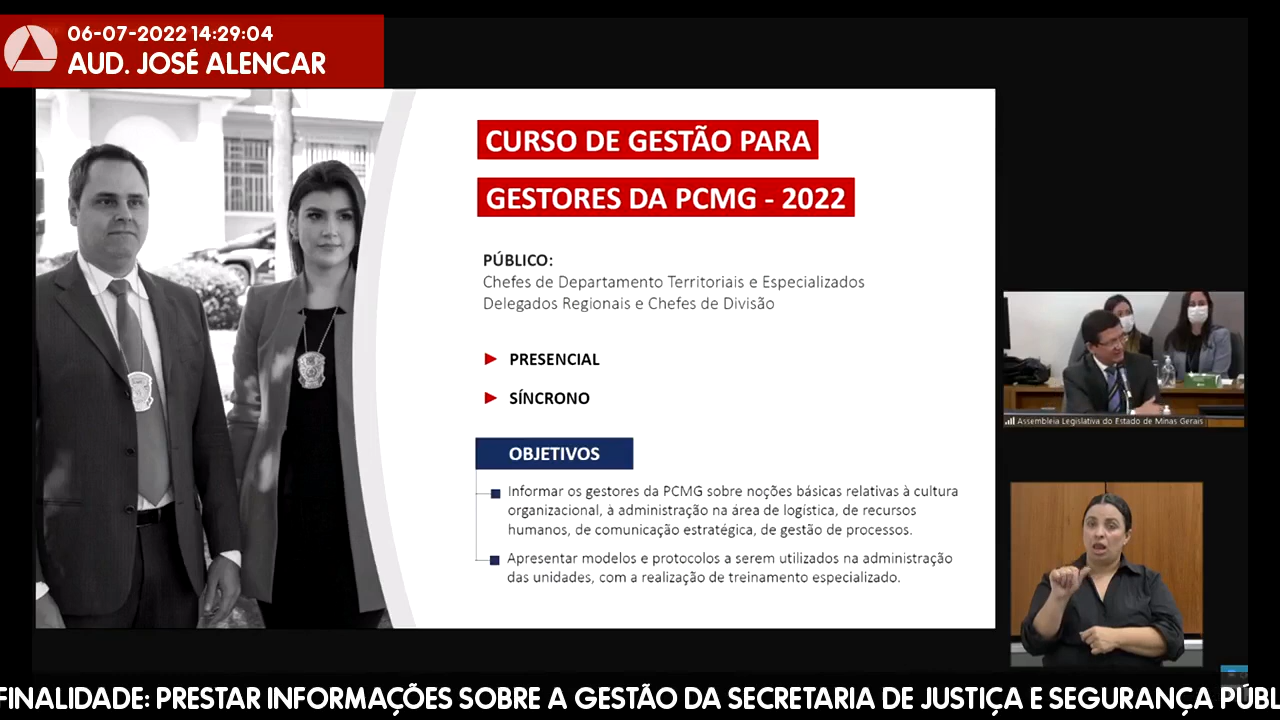 06-07-2022 14:29:04
AUD. JOSÉ ALENCAR
CURSO DE GESTÃO PARA
GESTORES DA PCMG - 2022
PÚBLICO:
Chefes de Departamento Territoriais e Especializados
Delegados Regionais e Chefes de Divisão
PRESENCIAL
SÍNCRONO
OBJETIVOS
Informar os gestores da PCMG sobre noções básicas relativas à cultura
organizacional, à administração na área de logística, de recursos
humanos, de comunicação estratégica, de gestão de processos.
Apresentar modelos e protocolos a serem utilizados na administração
das unidades, com a realização de treinamento especializado.
Assembleia Legislativa do Estado de Minas Gerais
FINALIDADE: PRESTAR INFORMAÇÕES SOBRE A GESTÃO DA SECRETARIA DE JUSTIÇA E SEGURANÇA PÚBL